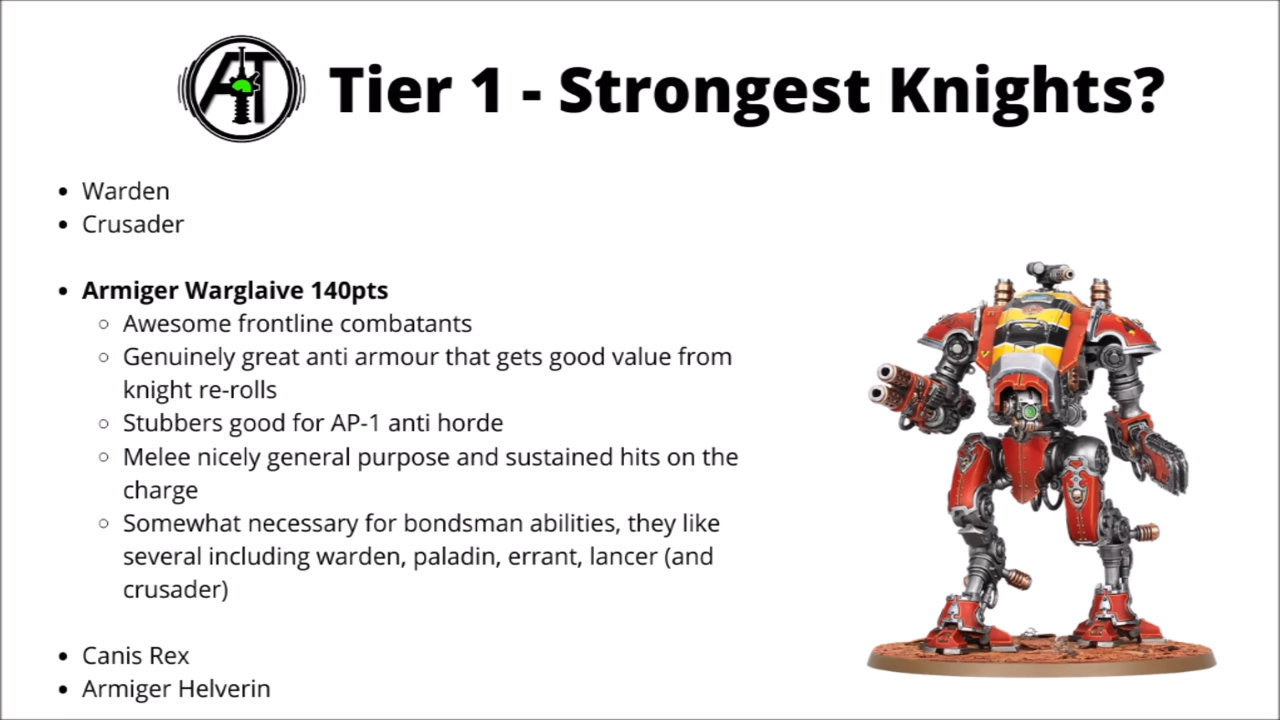 AT
Tier 1 - Strongest Knights?
• Warden
• Crusader
• Armiger Warglaive 140pts
○ Awesome frontline combatants
○ Genuinely great anti armour that gets good value from
knight re-rolls
○ Stubbers good for AP-1 anti horde
○ Melee nicely general purpose and sustained hits on the
charge
○ Somewhat necessary for bondsman abilities, they like
several including warden, paladin, errant, lancer (and
crusader)
• Canis Rex
• Armiger Helverin